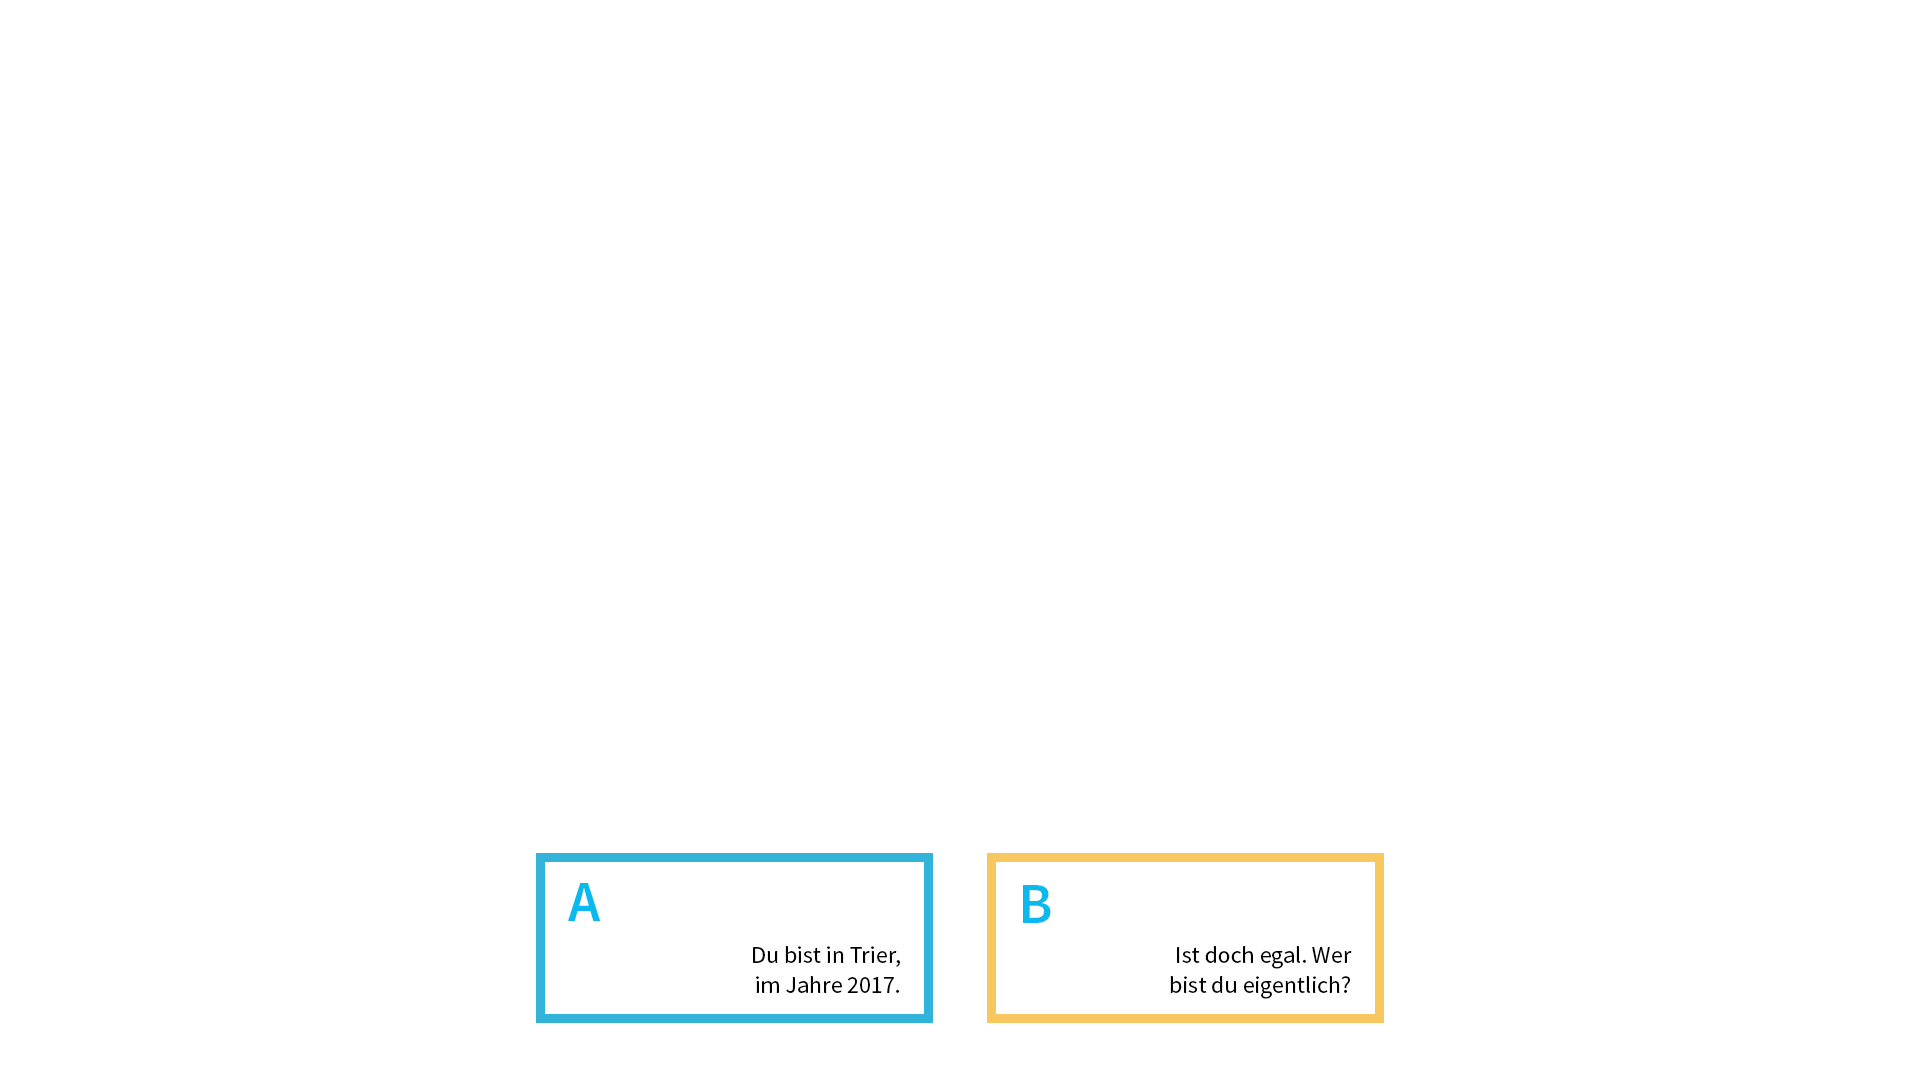 A
Du bist in Trier,
im Jahre 2017.
B
Ist doch egal. Wer
bist du eigentlich?